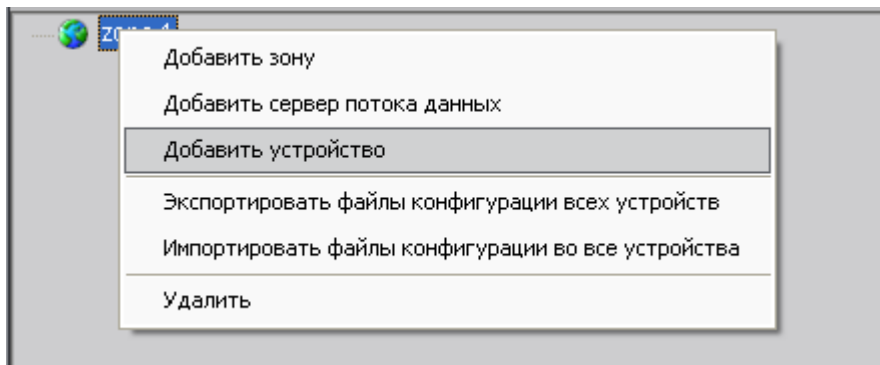 Добавить зону
Добавить сервер потока данных
Добавить устройство
Экспортировать файлы конфигурации всех устройств
Импортировать файлы конфигурации во все устройства
Удалить